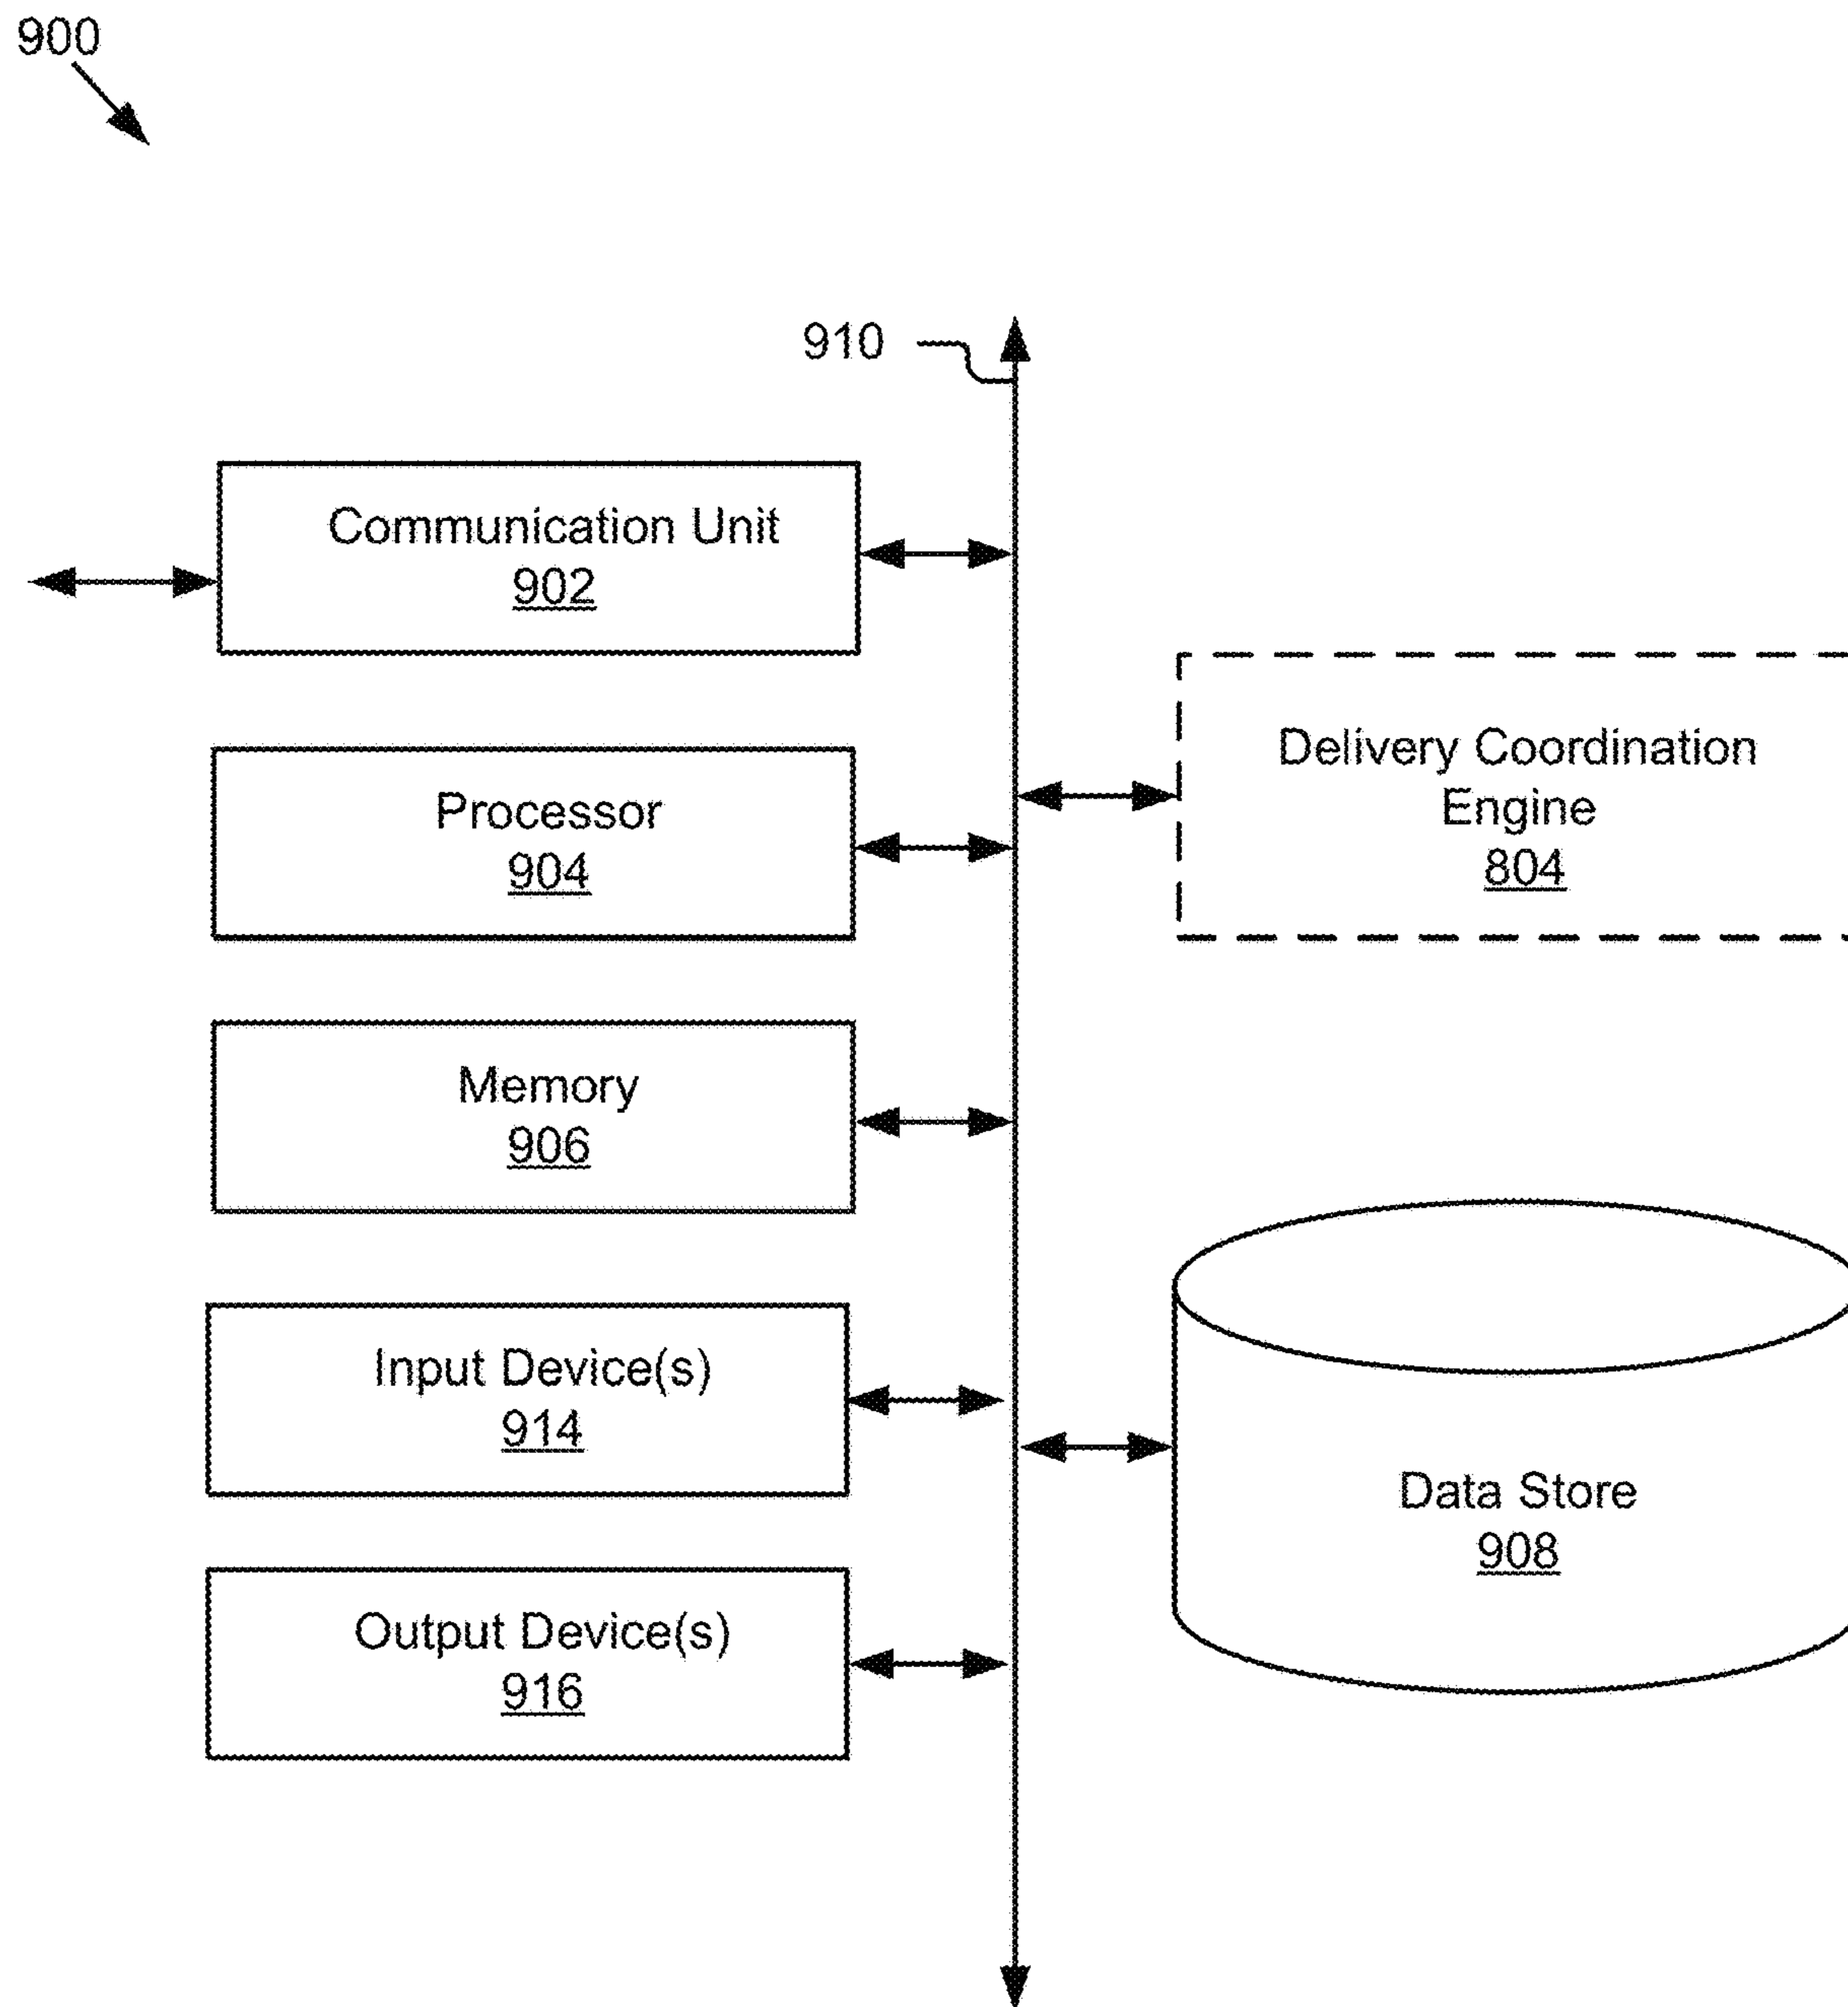 900
910
Communication Unit
902
Processor
904
Memory
906
Input Device(s)
914
Output Device(s)
916
Delivery Coordination
Engine
804
Data Store
908